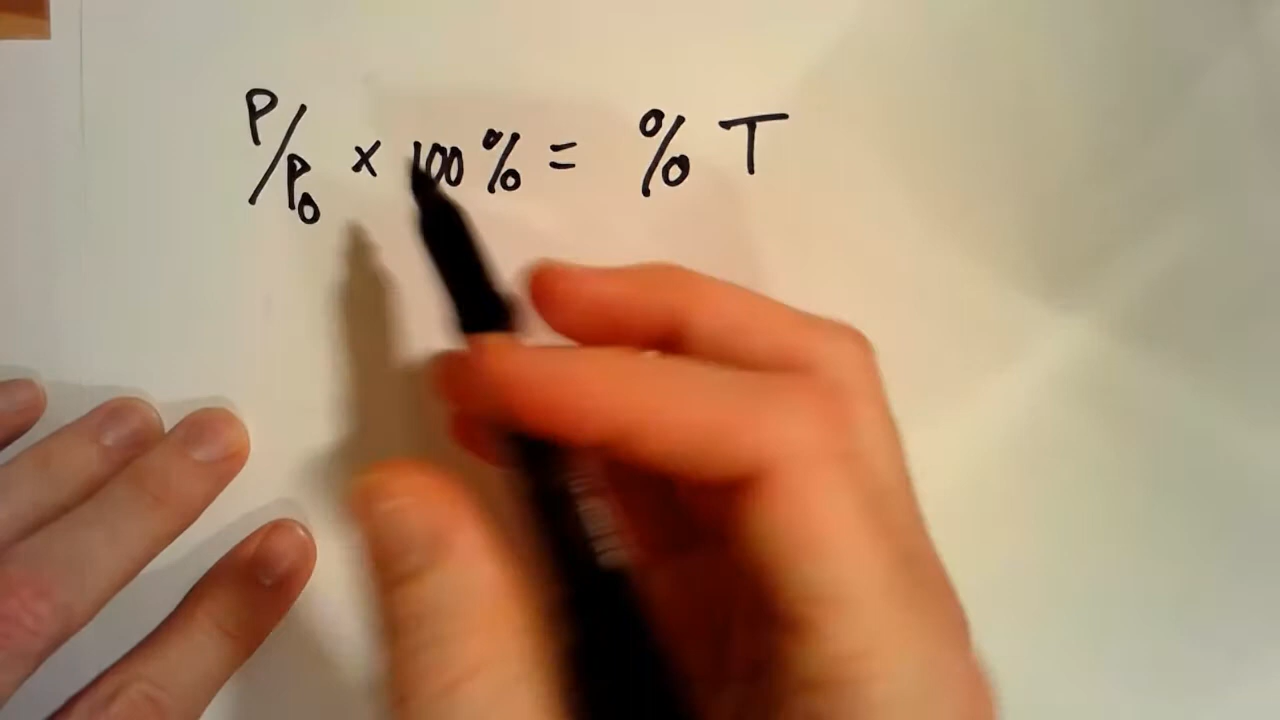 P/P₀ × 100 % = % T